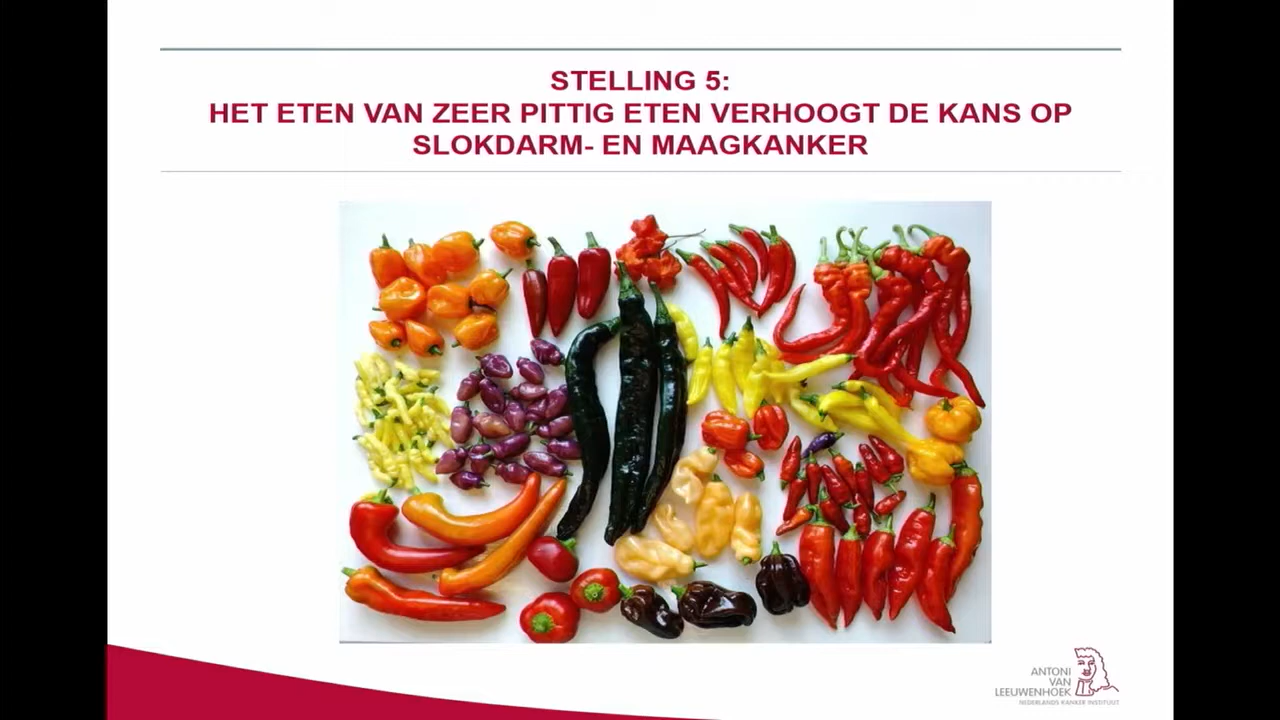 STELLING 5:
HET ETEN VAN ZEER PITTIG ETEN VERHOOGT DE KANS OP
SLOKDARM- EN MAAGKANKER
ANTONI
VAN
LEEUWENHOEK
NEDERLANDS KANKER INSTITUUT